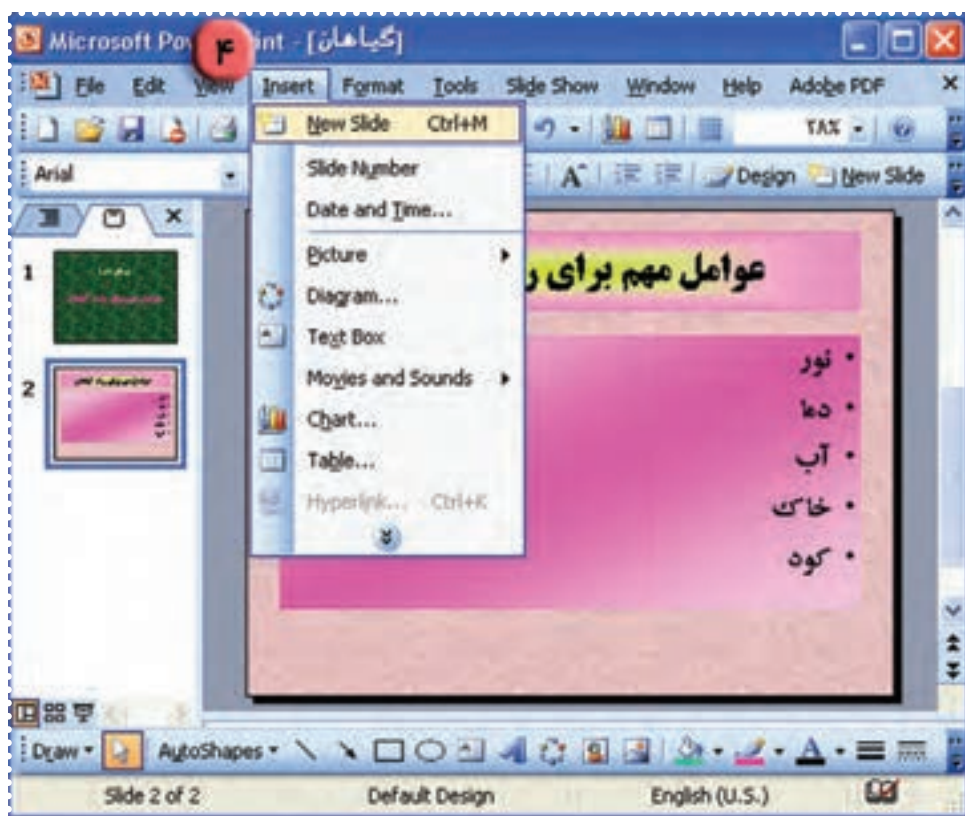 Microsoft Pow int - [گیاهان]
۴
File Edit View Insert Format Tools Slide Show Window Help Adobe PDF
New Slide Ctrl+M
۲۸%
Arial
Design New Slide
Slide Number
Date and Time...
Picture
Diagram...
Text Box
Movies and Sounds
Chart...
Table...
Hyperlink... Ctrl+K
1
2
عوامل مهم برای ر
• نور
• دما
• آب
• خاک
• کود
Draw AutoShapes
Slide 2 of 2 Default Design English (U.S.)